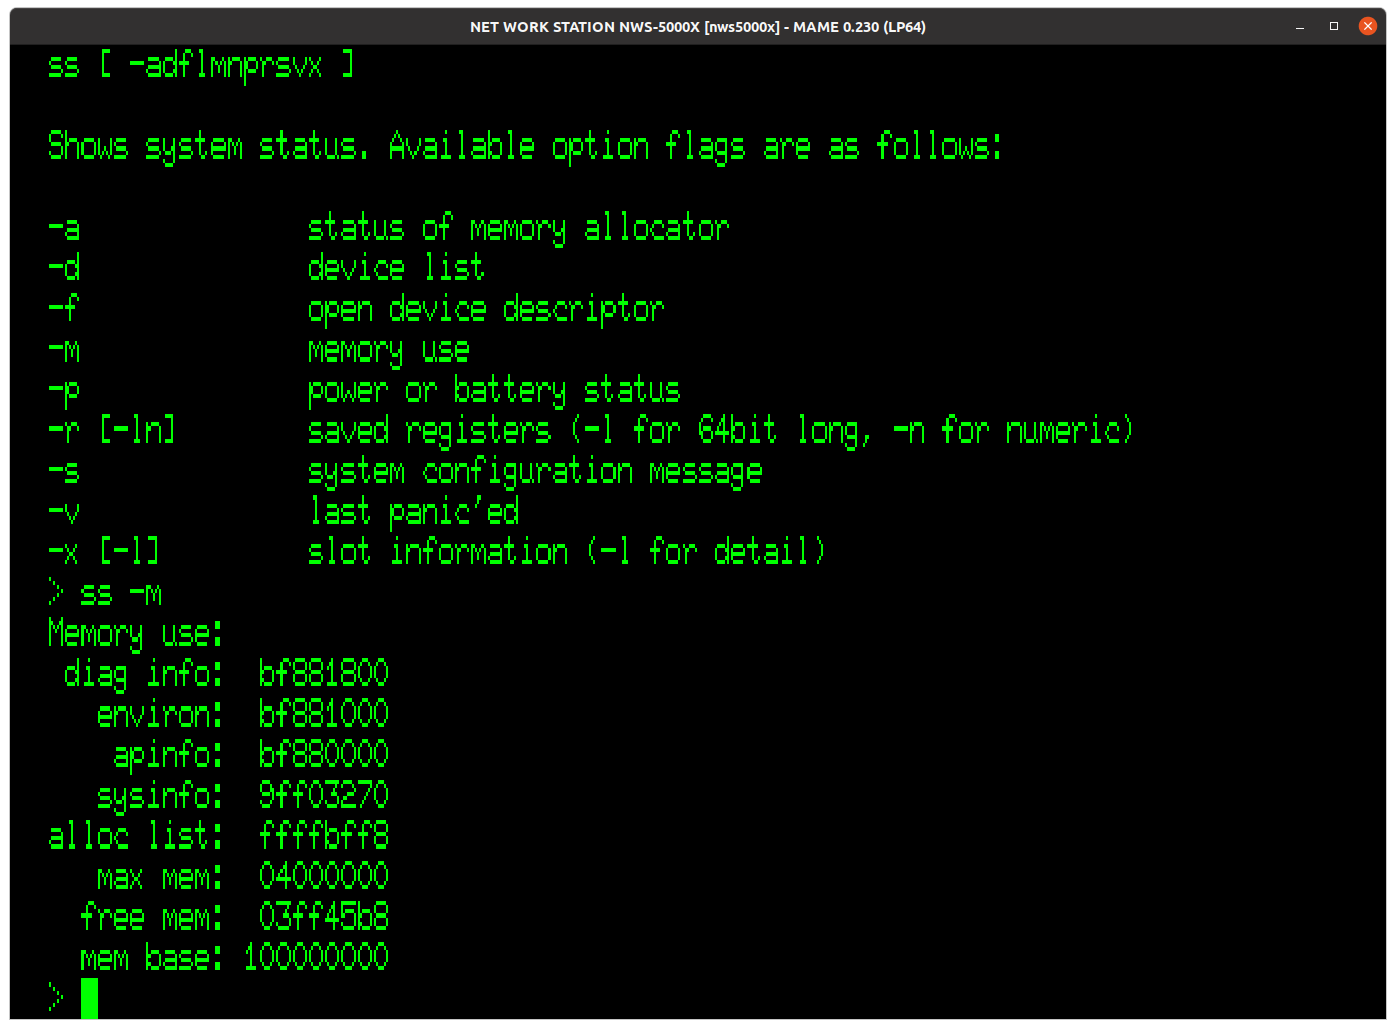 NET WORK STATION NWS-5000X [nws5000x] - MAME 0.230 (LP64)
ss [ -adflmnprsvx ]
Shows system status. Available option flags are as follows:
-a status of memory allocator
-d device list
-f open device descriptor
-m memory use
-p power or battery status
-r [-ln] saved registers (-l for 64bit long, -n for numeric)
-s system configuration message
-v last panic'ed
-x [-l] slot information (-l for detail)
> ss -m
Memory use:
diag info: bf881800
environ: bf881000
apinfo: bf880000
sysinfo: 9ff03270
alloc list: ffffbff8
max mem: 04000000
free mem: 03ff45b8
mem base: 100000000
>